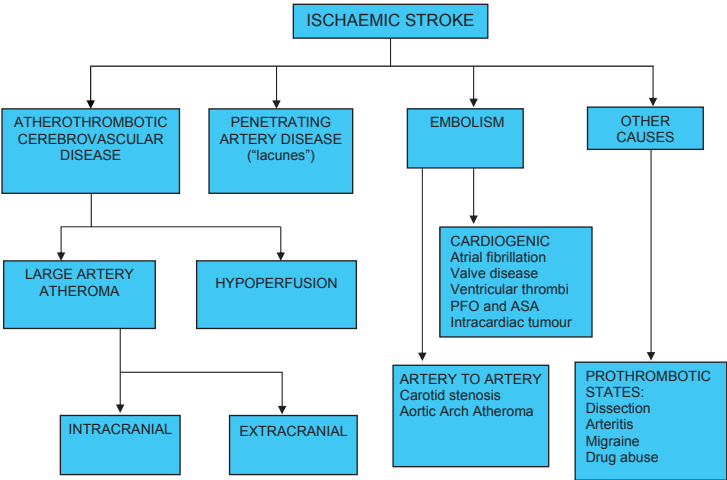 ISCHAEMIC STROKE
ATHEROTHROMBOTIC
CEREBROVASCULAR
DISEASE
PENETRATING
ARTERY DISEASE
(“lacunes”)
EMBOLISM
OTHER
CAUSES
LARGE ARTERY
ATHEROMA
HYPOPERFUSION
CARDIOGENIC
Atrial fibrillation
Valve disease
Ventricular thrombi
PFO and ASA
Intracardiac tumour
INTRACRANIAL
EXTRACRANIAL
ARTERY TO ARTERY
Carotid stenosis
Aortic Arch Atheroma
PROTHROMBOTIC
STATES:
Dissection
Arteritis
Migraine
Drug abuse